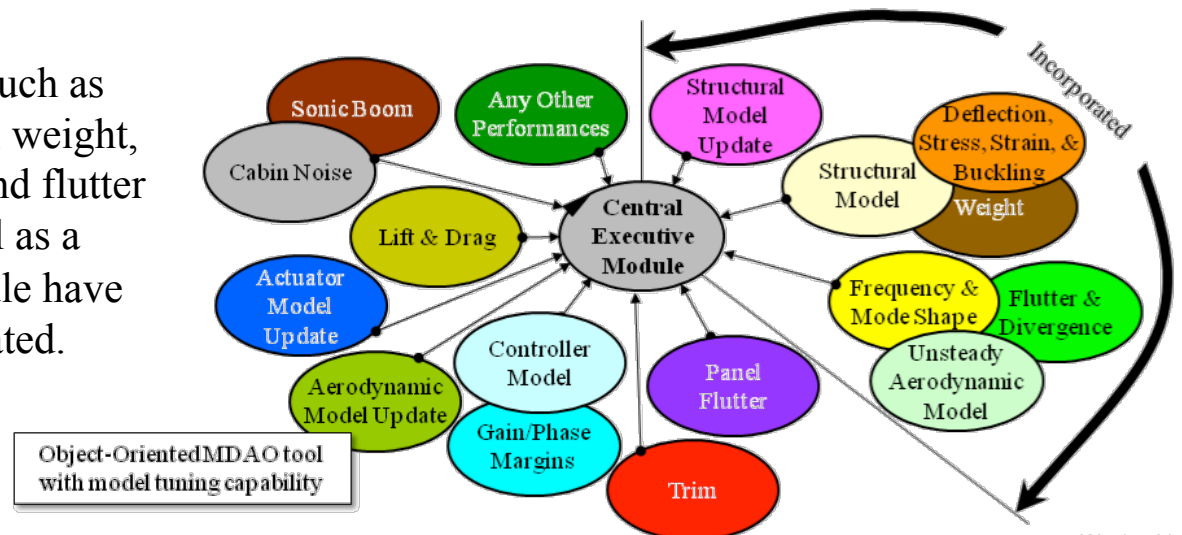 uch as
weight,
nd flutter
l as a
le have
ated.
Sonic Boom
Cabin Noise
Any Other
Performances
Structural
Model
Update
Incorporated
Deflection,
Stress, Strain, &
Buckling
Structural
Model
Weight
Central
Executive
Module
Lift & Drag
Actuator
Model
Update
Frequency &
Mode Shape
Flutter &
Divergence
Unsteady
Aerodynamic
Model
Controller
Model
Panel
Flutter
Aerodynamic
Model Update
Gain/Phase
Margins
Trim
Object-Oriented MDAO tool
with model tuning capability